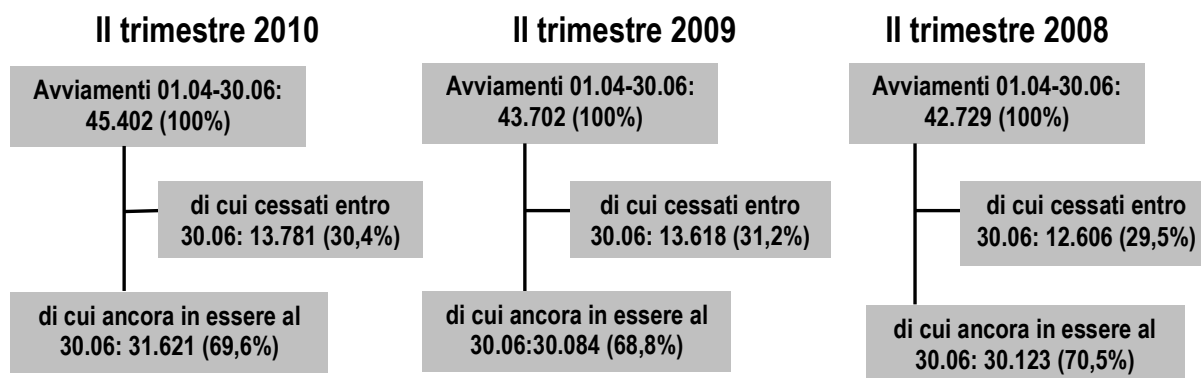 II trimestre 2010
Avviamenti 01.04-30.06:
45.402 (100%)
di cui cessati entro
30.06: 13.781 (30,4%)
di cui ancora in essere al
30.06: 31.621 (69,6%)
II trimestre 2009
Avviamenti 01.04-30.06:
43.702 (100%)
di cui cessati entro
30.06: 13.618 (31,2%)
di cui ancora in essere al
30.06:30.084 (68,8%)
II trimestre 2008
Avviamenti 01.04-30.06:
42.729 (100%)
di cui cessati entro
30.06: 12.606 (29,5%)
di cui ancora in essere al
30.06: 30.123 (70,5%)